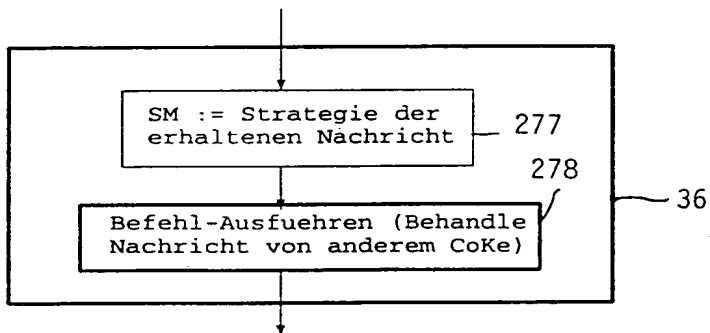 SM := Strategie der
erhaltenen Nachricht
277
278
Befehl-Ausfuehren (Behandle
Nachricht von anderem CoKe)
36